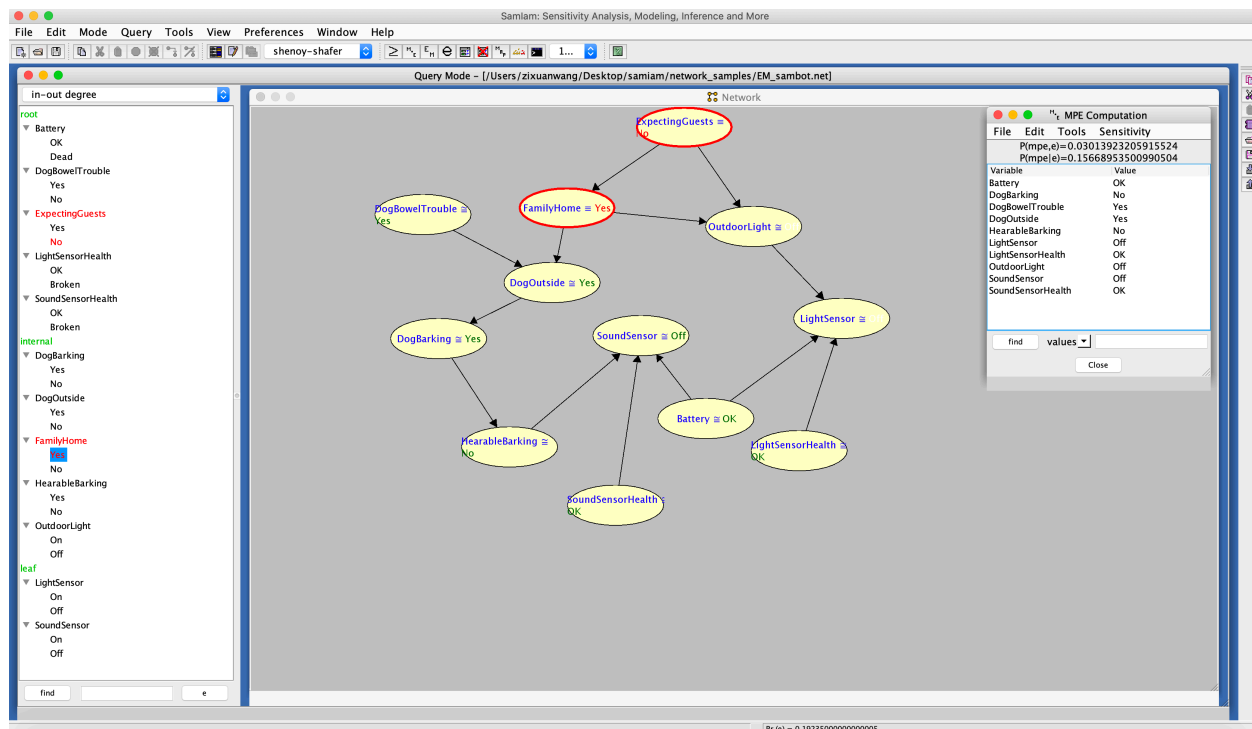 SamIam: Sensitivity Analysis, Modeling, Inference and More
File Edit Mode Query Tools View Preferences Window Help
shenoy-shafer
1...
Query Mode – [/Users/zixuanwang/Desktop/samiam/network_samples/EM_sambot.net]
in-out degree
root
Battery
OK
Dead
DogBowelTrouble
Yes
No
ExpectingGuests
Yes
No
LightSensorHealth
OK
Broken
SoundSensorHealth
OK
Broken
internal
DogBarking
Yes
No
DogOutside
Yes
No
FamilyHome
Yes
No
HearableBarking
Yes
No
OutdoorLight
On
Off
leaf
LightSensor
On
Off
SoundSensor
On
Off
find
e
Network
ExpectingGuests =
No
DogBowelTrouble ≅
Yes
FamilyHome = Yes
OutdoorLight ≅
DogOutside ≅ Yes
LightSensor ≅
DogBarking ≅ Yes
SoundSensor ≅ Off
Battery ≅ OK
HearableBarking ≅
No
LightSensorHealth ≅
OK
SoundSensorHealth
OK
MPE Computation
File Edit Tools Sensitivity
P(mpe,e)=0.03013923205915524
P(mpe|e)=0.15668953500990504
Variable Value
Battery OK
DogBarking No
DogBowelTrouble Yes
DogOutside Yes
HearableBarking No
LightSensor Off
LightSensorHealth OK
OutdoorLight Off
SoundSensor Off
SoundSensorHealth OK
find values
Close
Pr (e) = 0.19235000000000005